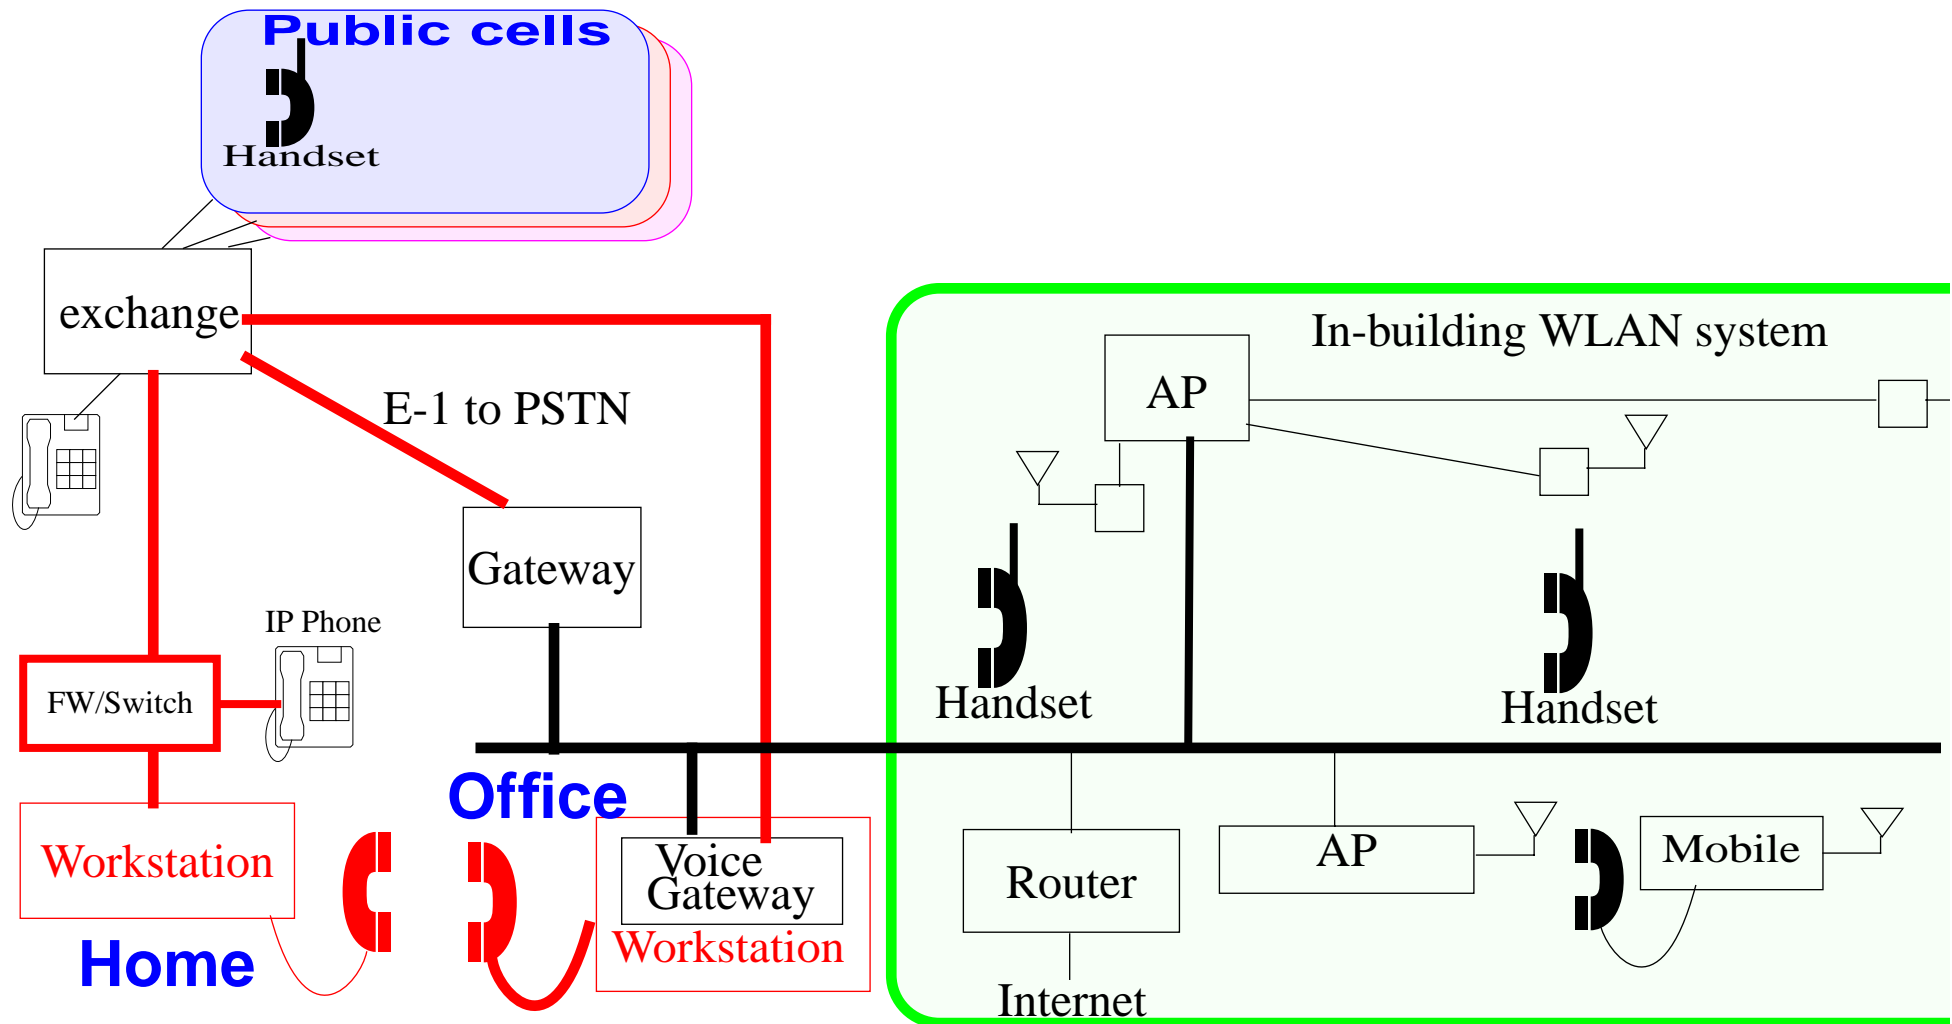 Public cells
Handset
exchange
In-building WLAN system
AP
E-1 to PSTN
Gateway
IP Phone
FW/Switch
Handset
Handset
Office
Workstation
Voice
Gateway
Workstation
Router
AP
Mobile
Home
Internet